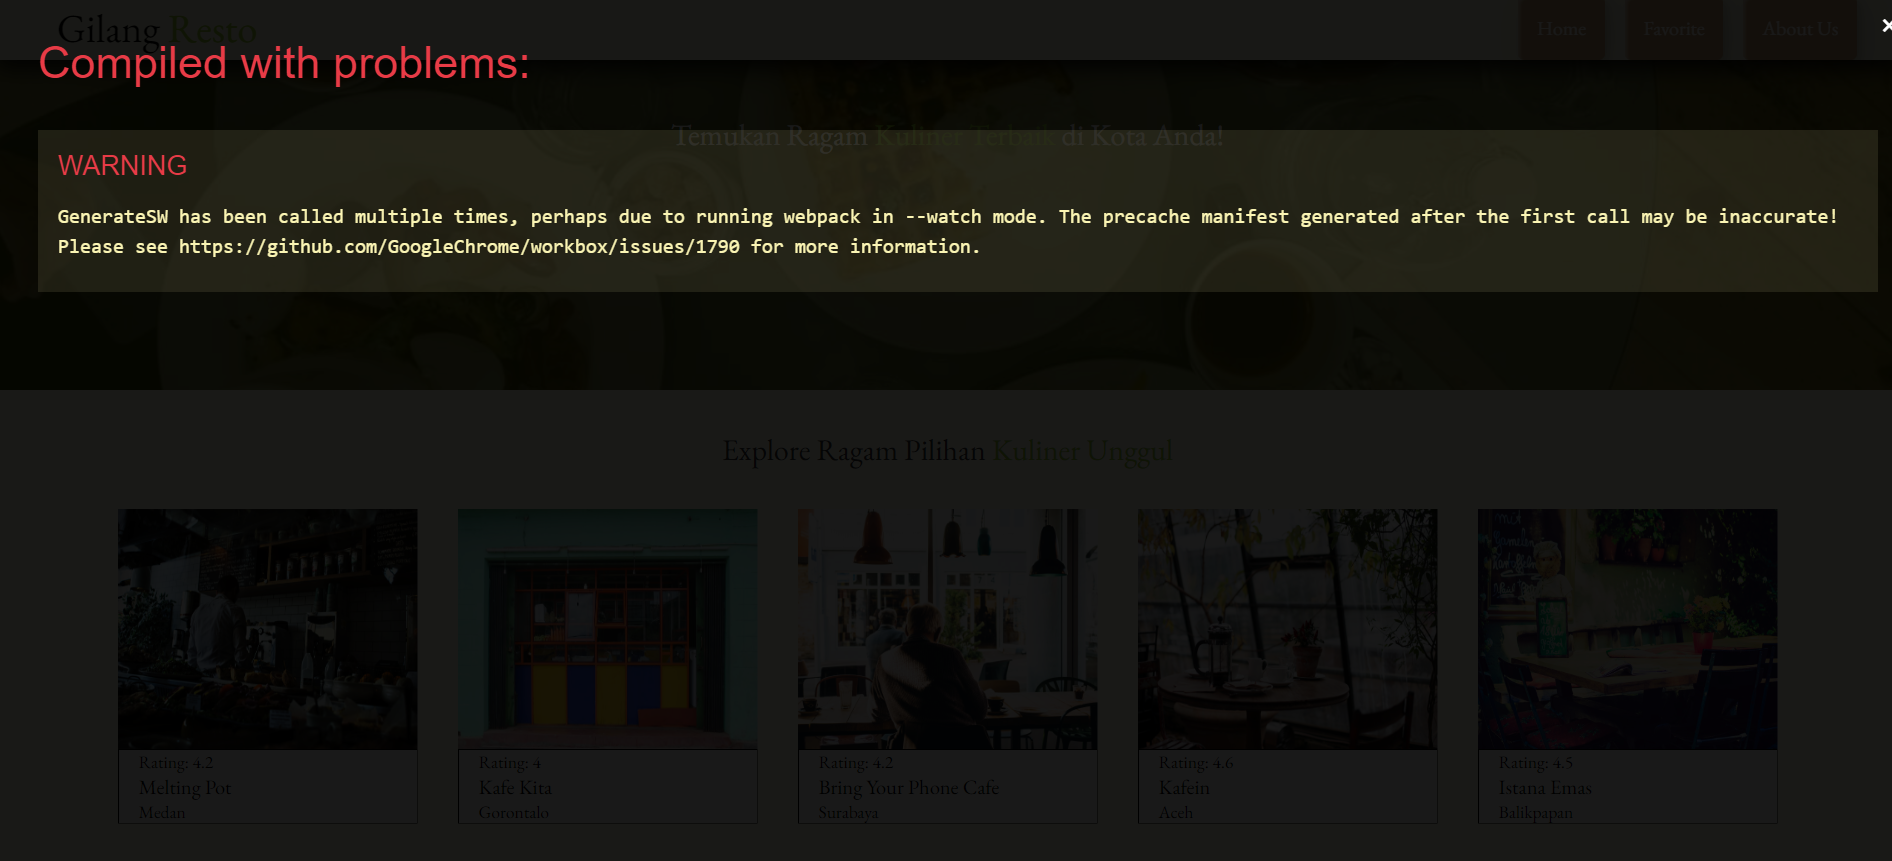 Gilang Resto
Home
Favorite
About Us
×
Compiled with problems:
Temukan Ragam Kuliner Terbaik di Kota Anda!
WARNING
GenerateSW has been called multiple times, perhaps due to running webpack in --watch mode. The precache manifest generated after the first call may be inaccurate!
Please see https://github.com/GoogleChrome/workbox/issues/1790 for more information.
Explore Ragam Pilihan Kuliner Unggul
Rating: 4.2
Melting Pot
Medan
Rating: 4
Kafe Kita
Gorontalo
Rating: 4.2
Bring Your Phone Cafe
Surabaya
Rating: 4.6
Kafein
Aceh
Rating: 4.5
Istana Emas
Balikpapan